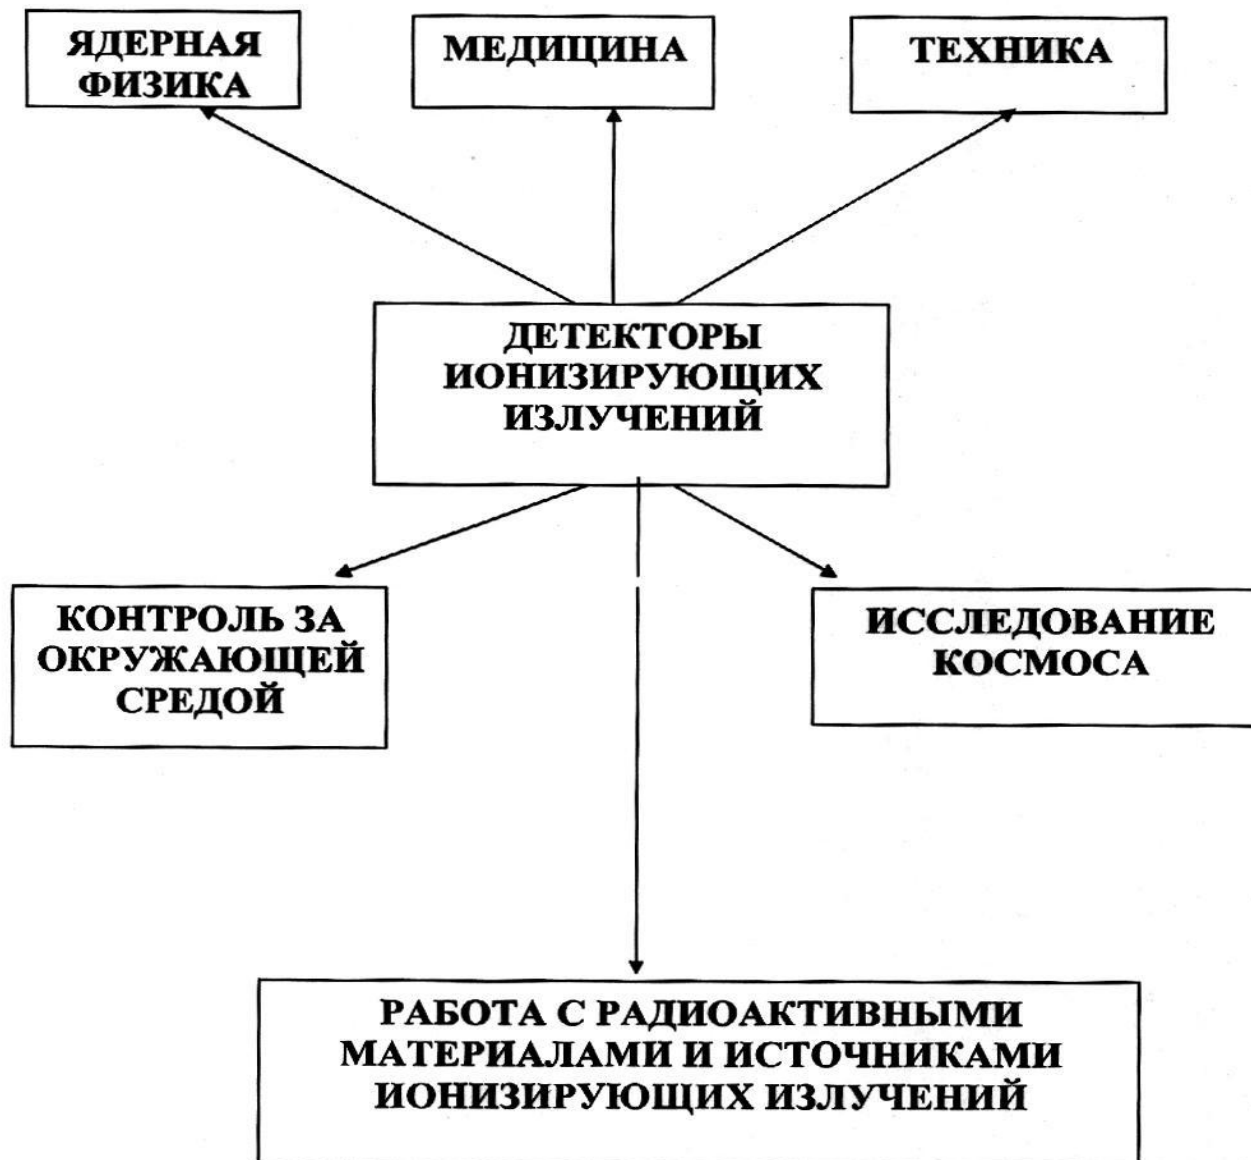 ЯДЕРНАЯ
ФИЗИКА
МЕДИЦИНА
ТЕХНИКА
ДЕТЕКТОРЫ
ИОНИЗИРУЮЩИХ
ИЗЛУЧЕНИЙ
КОНТРОЛЬ ЗА
ОКРУЖАЮЩЕЙ
СРЕДОЙ
ИССЛЕДОВАНИЕ
КОСМОСА
РАБОТА С РАДИОАКТИВНЫМИ
МАТЕРИАЛАМИ И ИСТОЧНИКАМИ
ИОНИЗИРУЮЩИХ ИЗЛУЧЕНИЙ